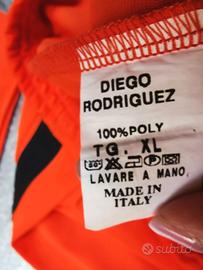 DIEGO
RODRIGUEZ
100%POLY
TG. XL
LAVARE A MANO
MADE IN
ITALY
subito